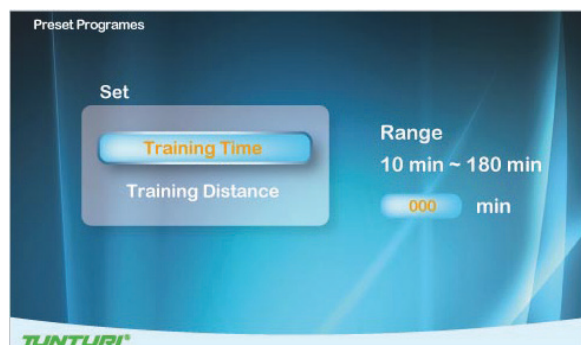 Preset Programes
Set
Training Time
Training Distance
Range
10 min ~ 180 min
000 min
TUNTURI®